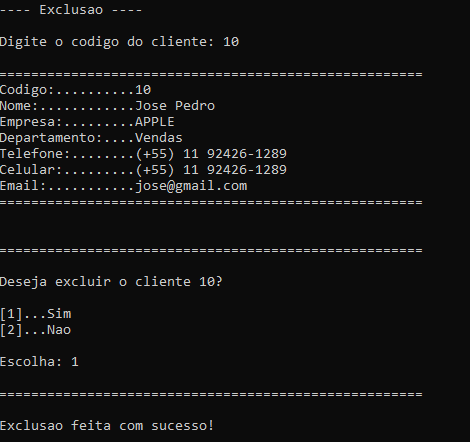 ---- Exclusao ----
Digite o codigo do cliente: 10
=====================================================
Codigo:..........10
Nome:............Jose Pedro
Empresa:.........APPLE
Departamento:....Vendas
Telefone:........(+55) 11 92426-1289
Celular:.........(+55) 11 92426-1289
Email:...........jose@gmail.com
=====================================================
=====================================================
Deseja excluir o cliente 10?
[1]...Sim
[2]...Nao
Escolha: 1
=====================================================
Exclusao feita com sucesso!